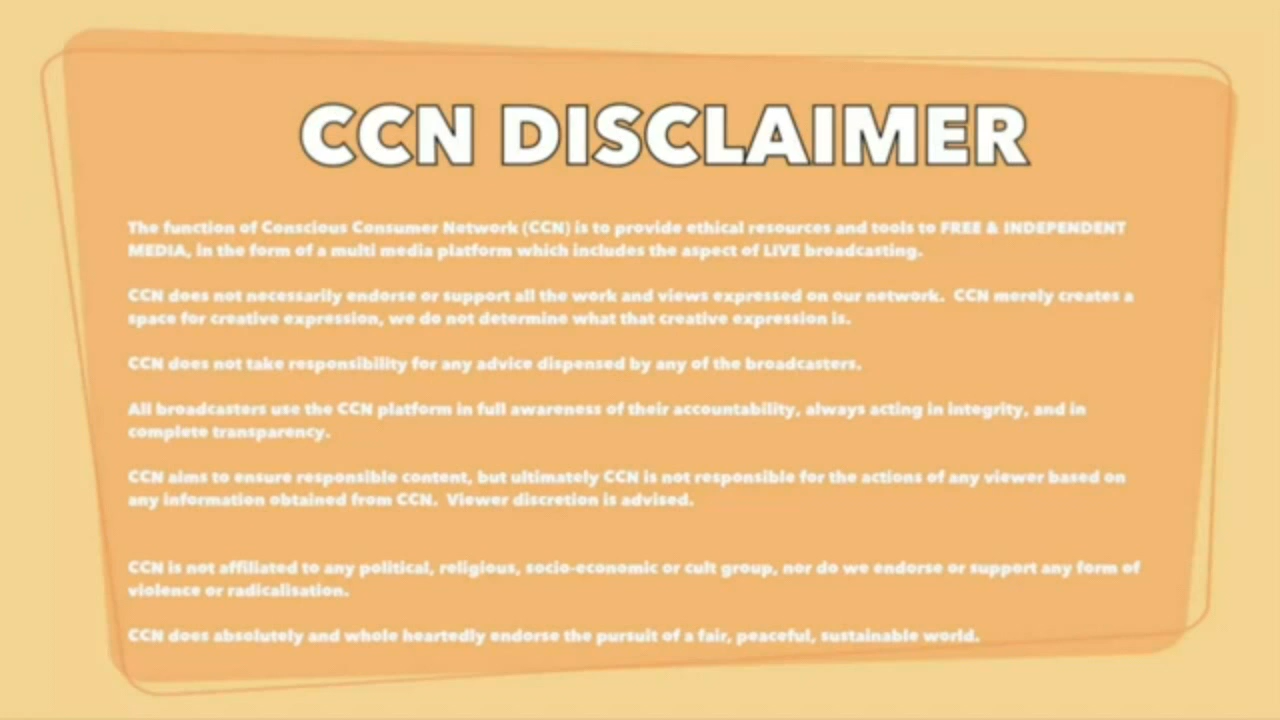 CCN DISCLAIMER
The function of Conscious Consumer Network (CCN) is to provide ethical resources and tools to FREE & INDEPENDENT
MEDIA, in the form of a multi media platform which includes the aspect of LIVE broadcasting.
CCN does not necessarily endorse or support all the work and views expressed on our network.  CCN merely creates a
space for creative expression, we do not determine what that creative expression is.
CCN does not take responsibility for any advice dispensed by any of the broadcasters.
All broadcasters use the CCN platform in full awareness of their accountability, always acting in integrity, and in
complete transparency.
CCN aims to ensure responsible content, but ultimately CCN is not responsible for the actions of any viewer based on
any information obtained from CCN.  Viewer discretion is advised.
CCN is not affiliated to any political, religious, socio-economic or cult group, nor do we endorse or support any form of
violence or radicalisation.
CCN does absolutely and whole heartedly endorse the pursuit of a fair, peaceful, sustainable world.